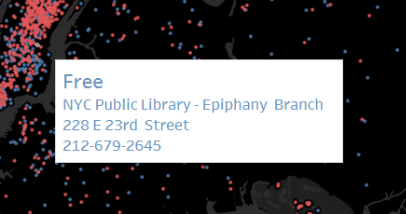 Free
NYC Public Library - Epiphany Branch
228 E 23rd Street
212-679-2645